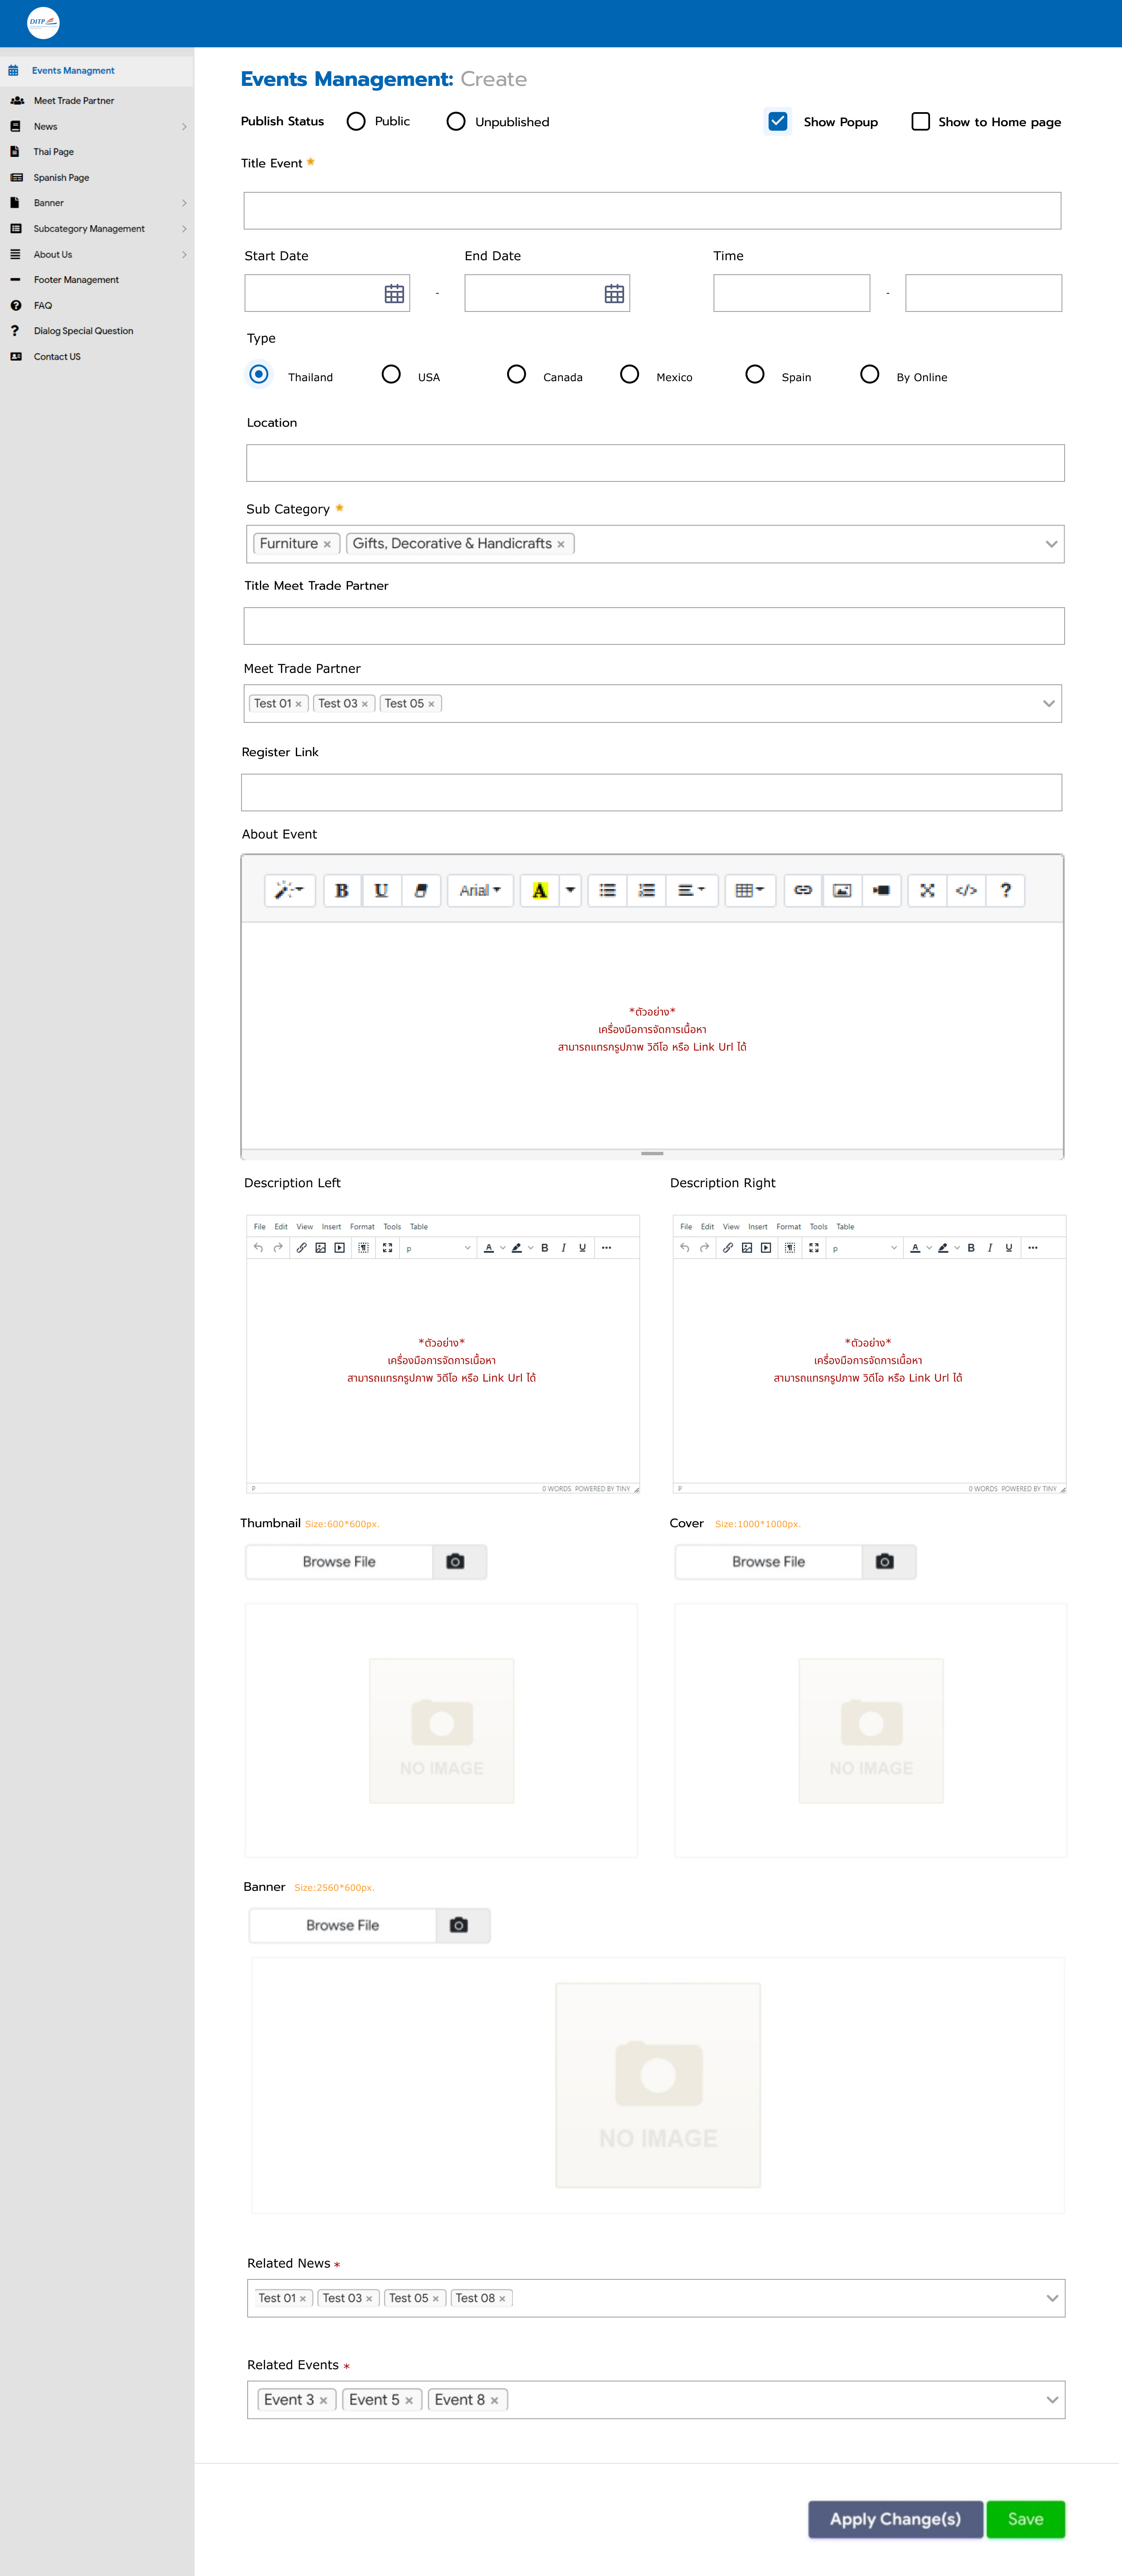 DITP
Events Managment
Meet Trade Partner
News
Thai Page
Spanish Page
Banner
Subcategory Management
About Us
Footer Management
FAQ
Dialog Special Question
Contact US
Events Management: Create
Publish Status Public Unpublished Show Popup Show to Home page
Title Event *
Start Date End Date Time
- -
Type
Thailand USA Canada Mexico Spain By Online
Location
Sub Category *
Furniture × Gifts, Decorative & Handicrafts ×
Title Meet Trade Partner
Meet Trade Partner
Test 01 × Test 03 × Test 05 ×
Register Link
About Event
B U Arial A </> ?
*ตัวอย่าง*
เครื่องมือการจัดการเนื้อหา
สามารถแทรกรูปภาพ วิดีโอ หรือ Link Url ได้
Description Left Description Right
File Edit View Insert Format Tools Table
p A B I U ...
*ตัวอย่าง*
เครื่องมือการจัดการเนื้อหา
สามารถแทรกรูปภาพ วิดีโอ หรือ Link Url ได้
P 0 WORDS POWERED BY TINY
File Edit View Insert Format Tools Table
p A B I U ...
*ตัวอย่าง*
เครื่องมือการจัดการเนื้อหา
สามารถแทรกรูปภาพ วิดีโอ หรือ Link Url ได้
P 0 WORDS POWERED BY TINY
Thumbnail Size:600*600px. Cover Size:1000*1000px.
Browse File Browse File
NO IMAGE NO IMAGE
Banner Size:2560*600px.
Browse File
NO IMAGE
Related News *
Test 01 × Test 03 × Test 05 × Test 08 ×
Related Events *
Event 3 × Event 5 × Event 8 ×
Apply Change(s) Save